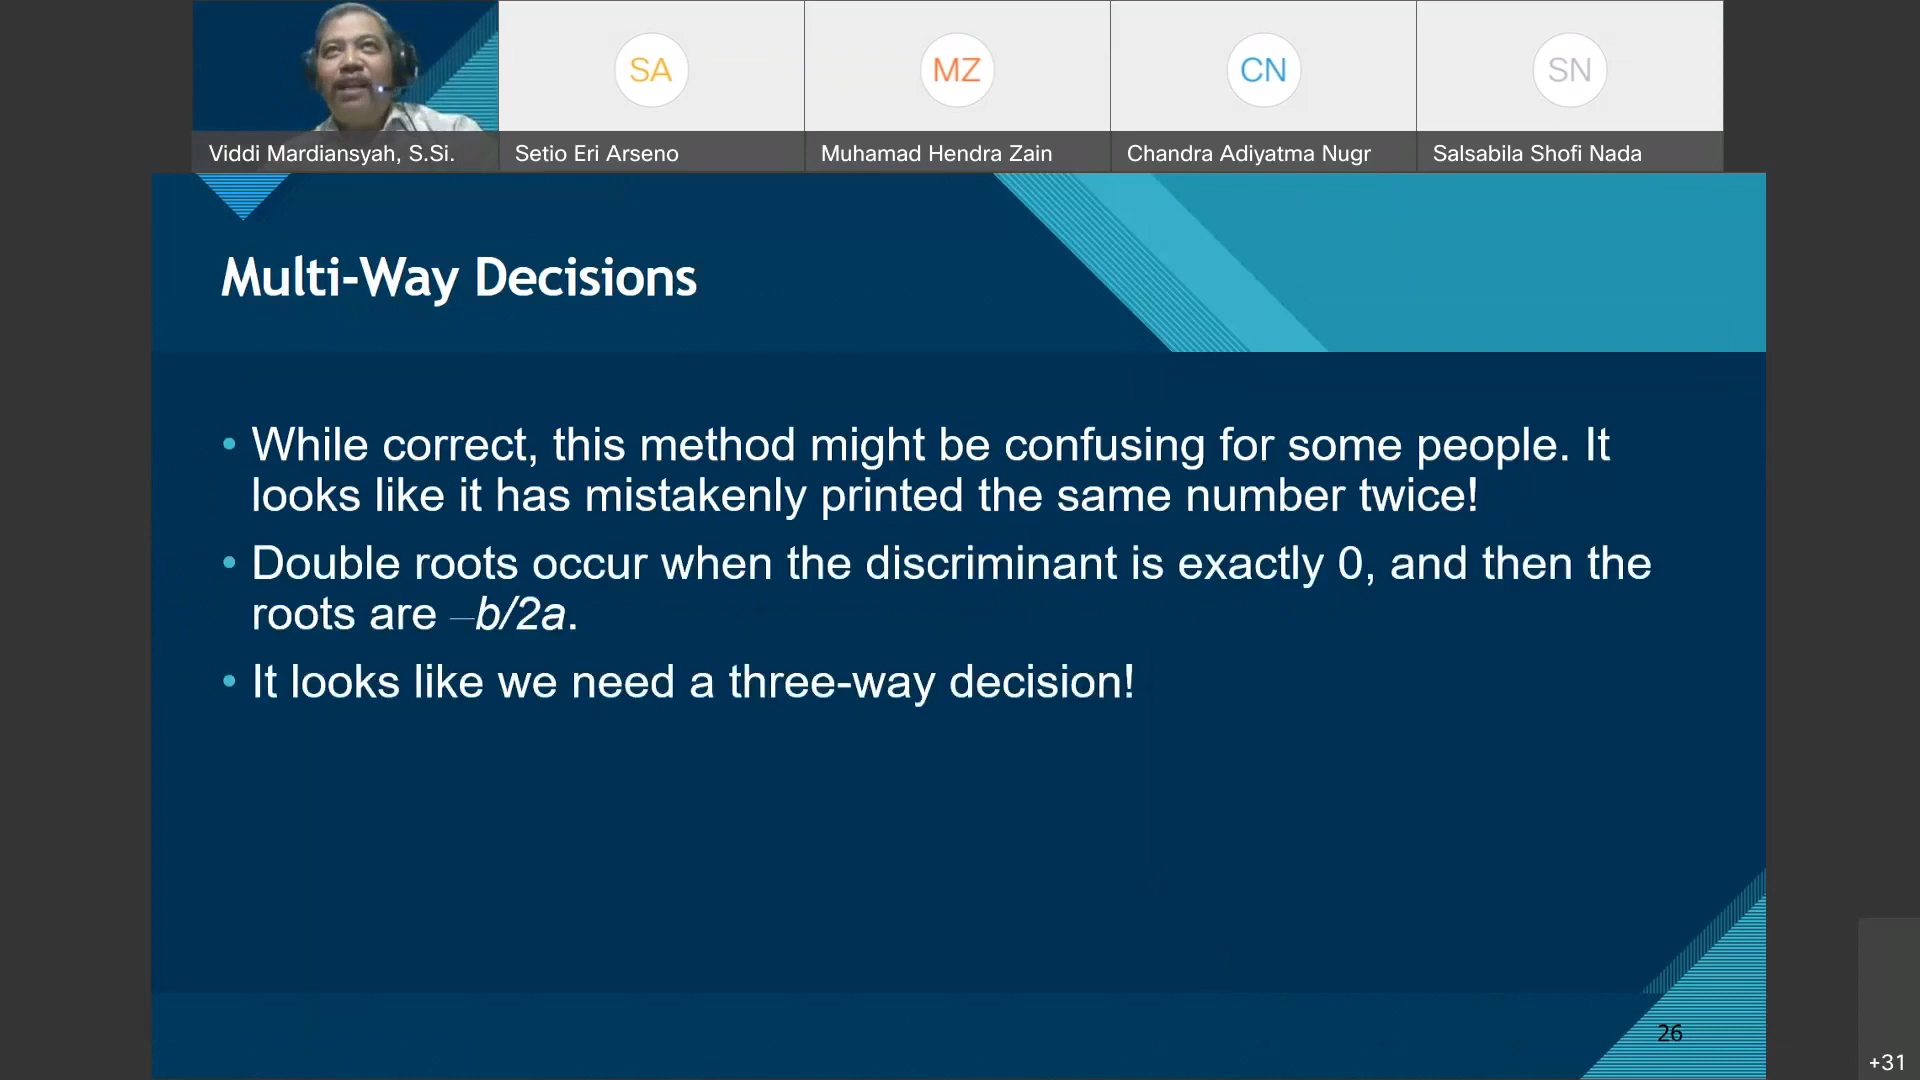 SA
MZ
CN
SN
Viddi Mardiansyah, S.Si.
Setio Eri Arseno
Muhamad Hendra Zain
Chandra Adiyatma Nugr
Salsabila Shofi Nada
Multi-Way Decisions
• While correct, this method might be confusing for some people. It
looks like it has mistakenly printed the same number twice!
• Double roots occur when the discriminant is exactly 0, and then the
roots are –b/2a.
• It looks like we need a three-way decision!
26
+31